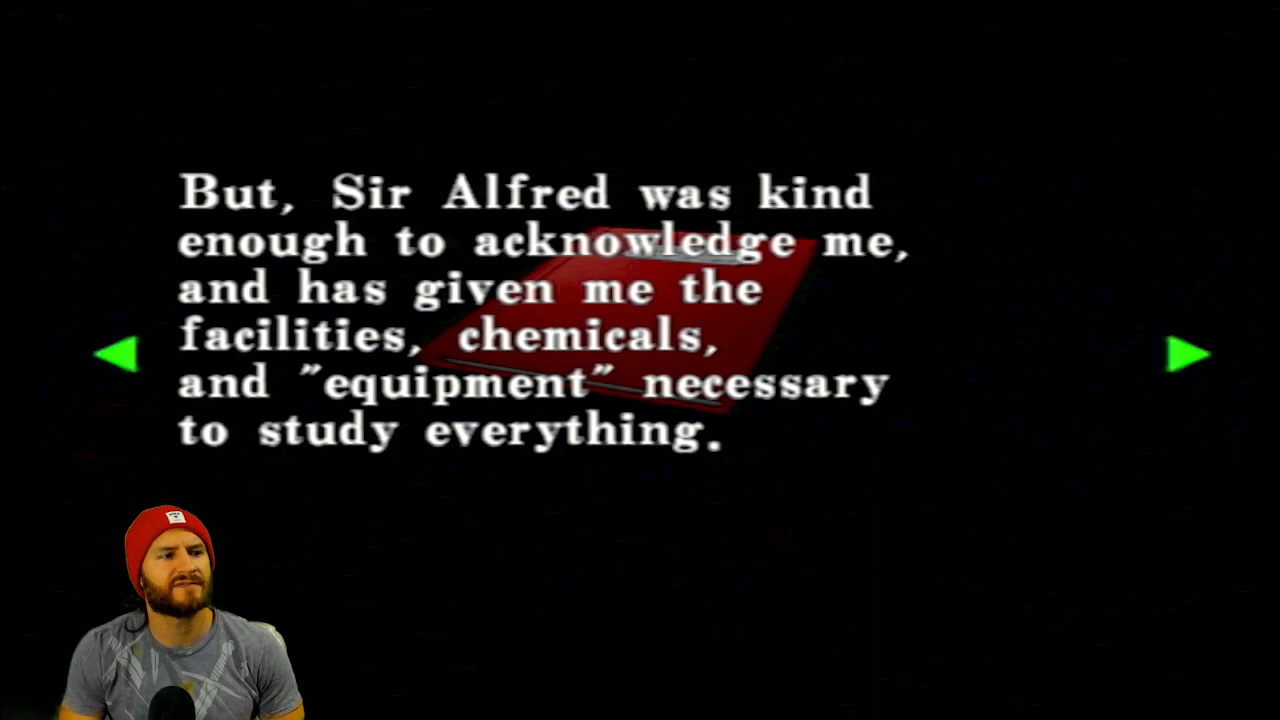 But, Sir Alfred was kind
enough to acknowledge me,
and has given me the
facilities, chemicals,
and "equipment" necessary
to study everything.